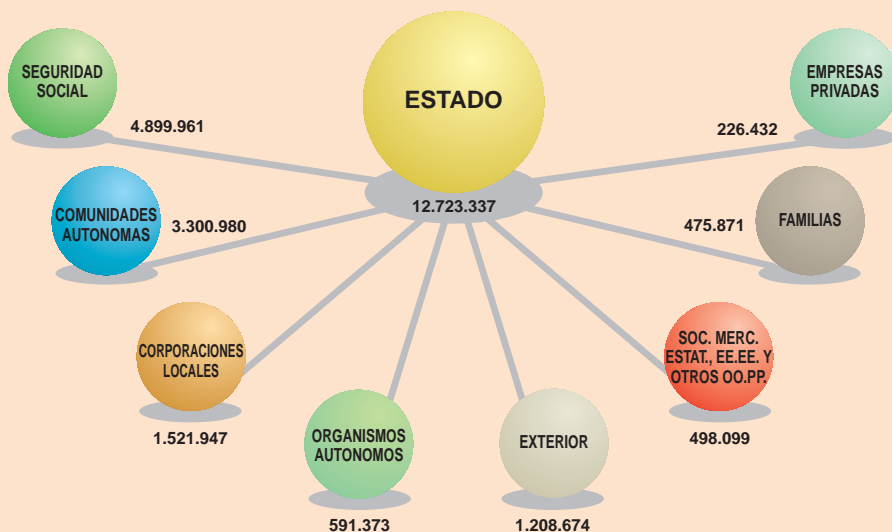 SEGURIDAD
SOCIAL
4.899.961
ESTADO
12.723.337
EMPRESAS
PRIVADAS
226.432
COMUNIDADES
AUTONOMAS
3.300.980
FAMILIAS
475.871
CORPORACIONES
LOCALES
1.521.947
ORGANISMOS
AUTONOMOS
591.373
EXTERIOR
1.208.674
SOC. MERC.
ESTAT., EE.EE. Y
OTROS OO.PP.
498.099